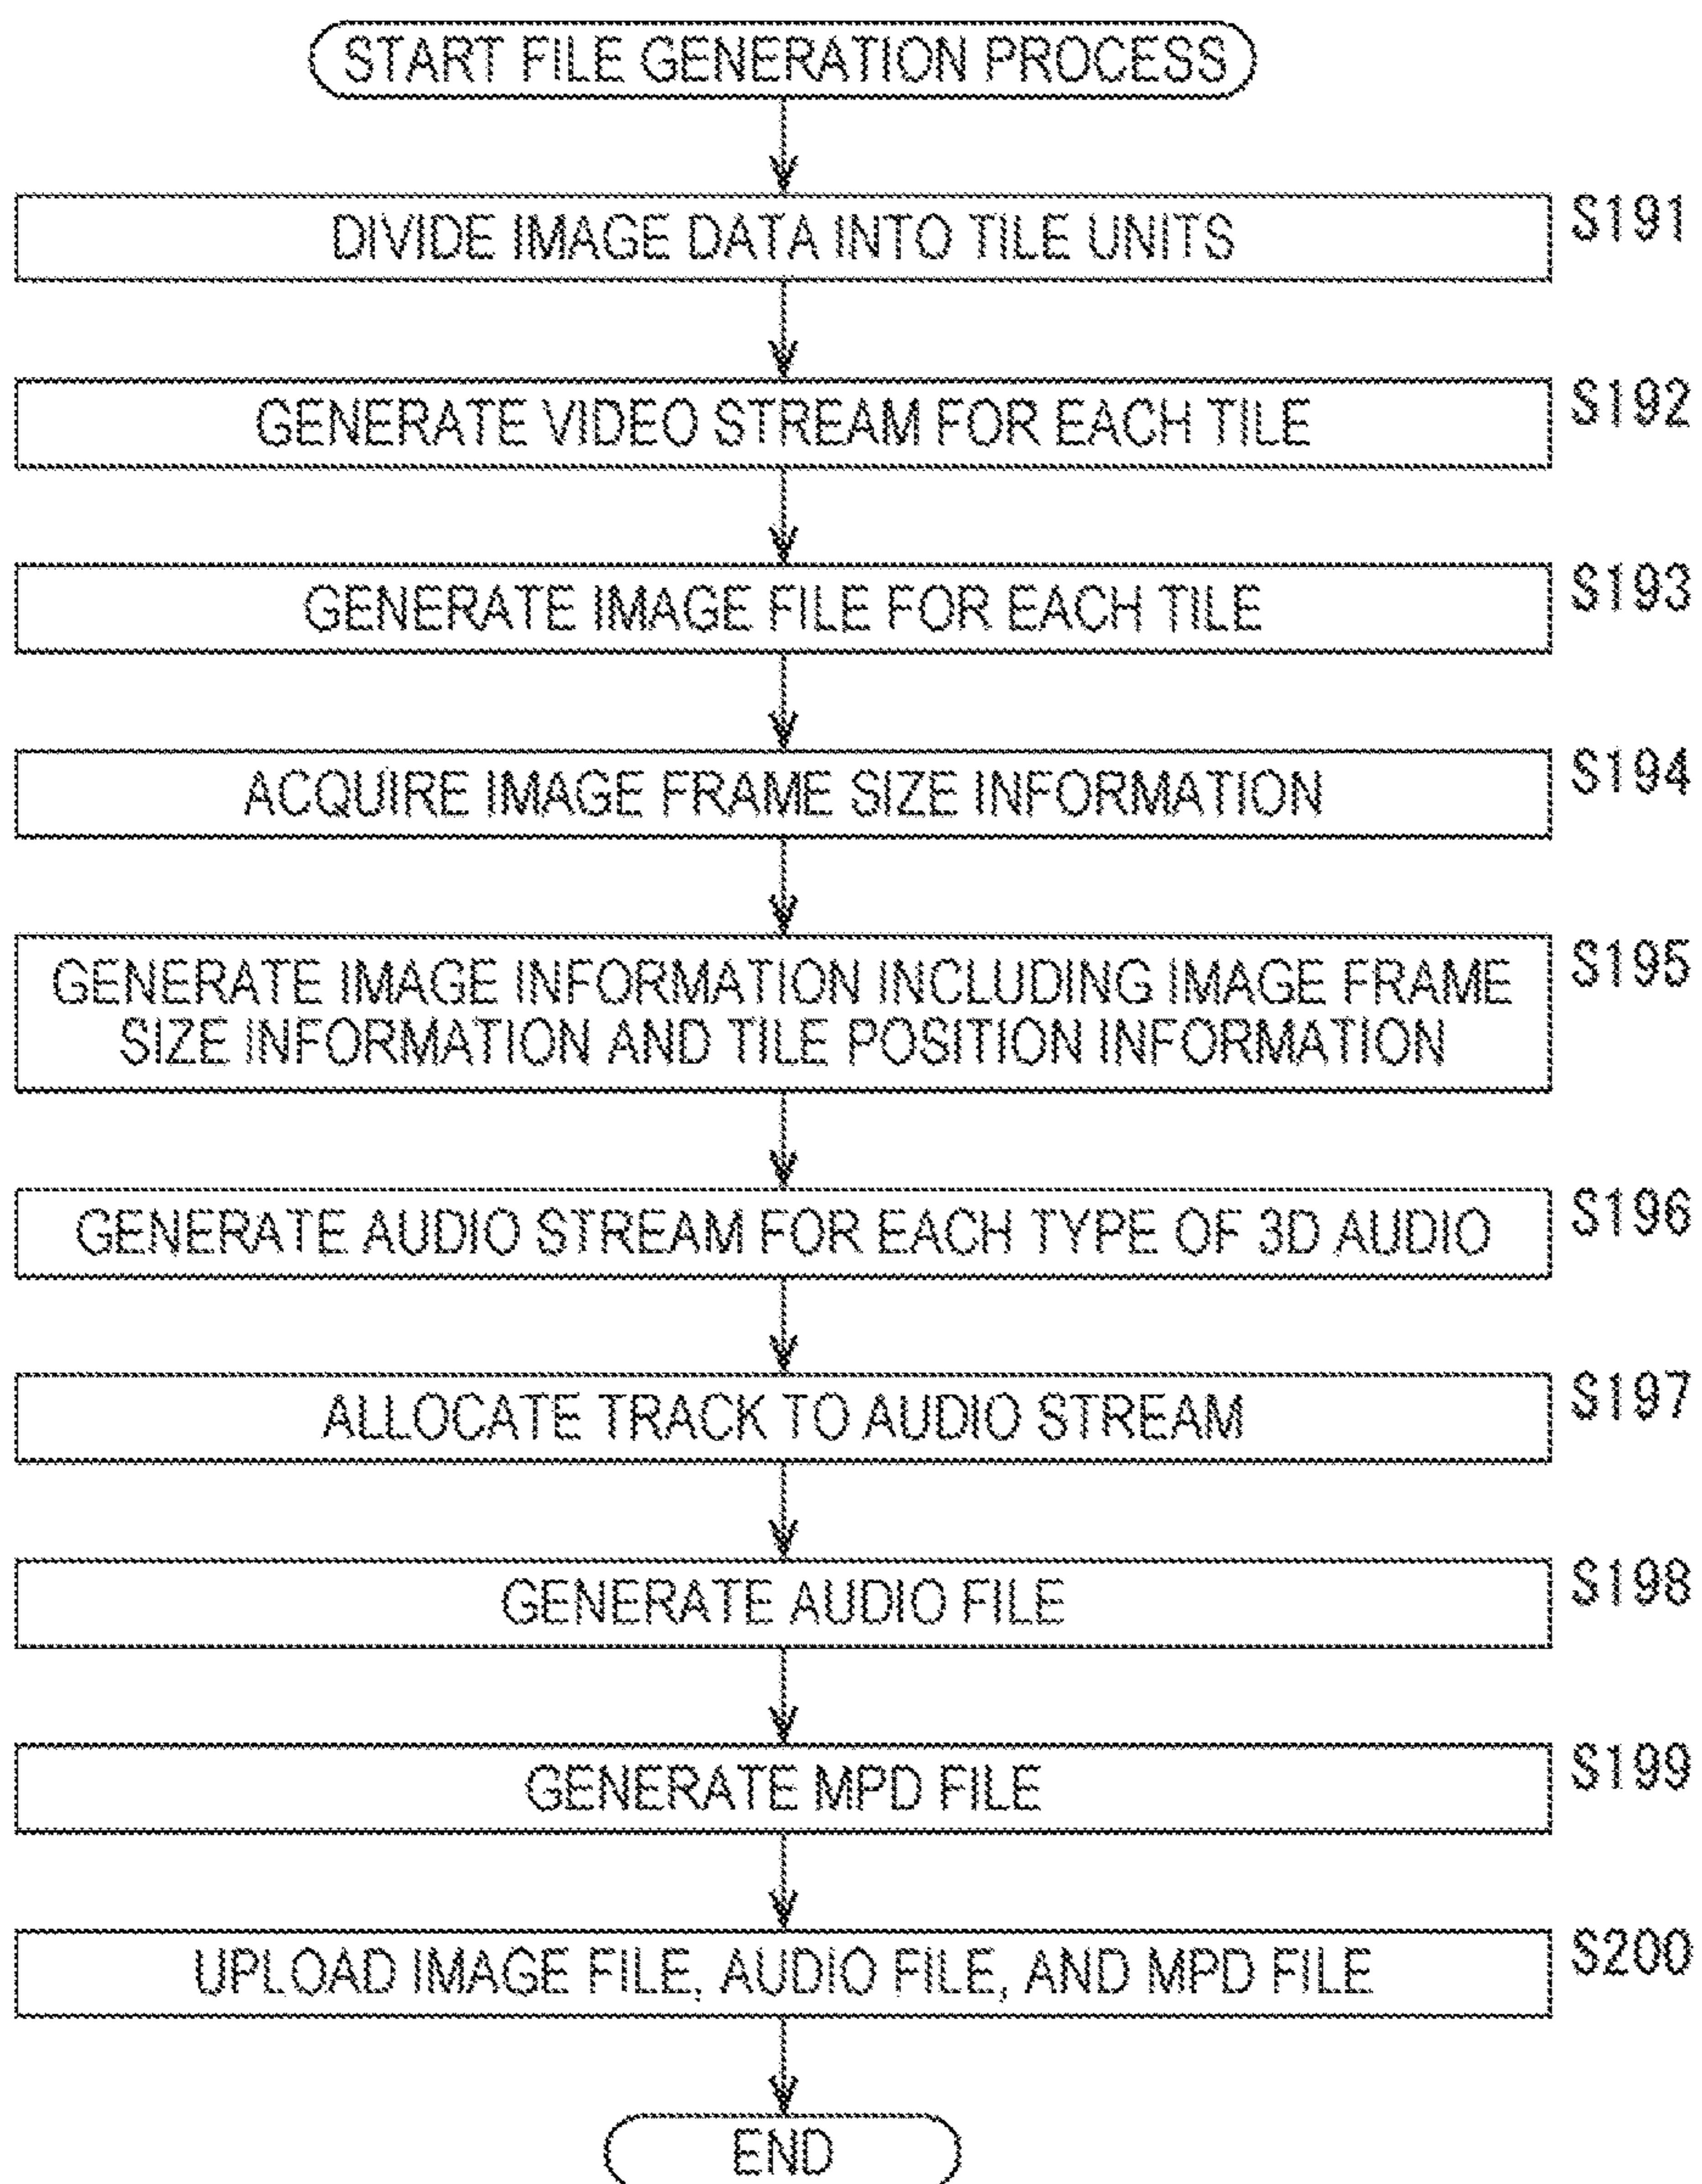 START FILE GENERATION PROCESS
DIVIDE IMAGE DATA INTO TILE UNITS
S191
GENERATE VIDEO STREAM FOR EACH TILE
S192
GENERATE IMAGE FILE FOR EACH TILE
S193
ACQUIRE IMAGE FRAME SIZE INFORMATION
S194
GENERATE IMAGE INFORMATION INCLUDING IMAGE FRAME
SIZE INFORMATION AND TILE POSITION INFORMATION
S195
GENERATE AUDIO STREAM FOR EACH TYPE OF 3D AUDIO
S196
ALLOCATE TRACK TO AUDIO STREAM
S197
GENERATE AUDIO FILE
S198
GENERATE MPD FILE
S199
UPLOAD IMAGE FILE, AUDIO FILE, AND MPD FILE
S200
END